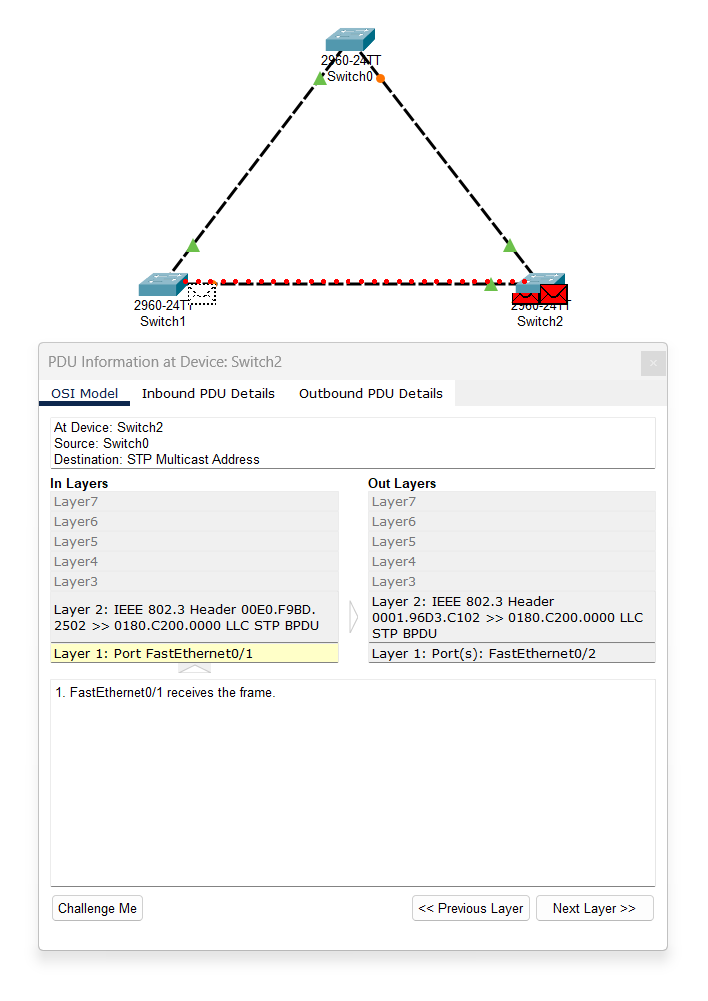 2960-24TT
Switch0
2960-24TT
Switch1
2960-24TT
Switch2
PDU Information at Device: Switch2
OSI Model
Inbound PDU Details
Outbound PDU Details
At Device: Switch2
Source: Switch0
Destination: STP Multicast Address
In Layers
Layer7
Layer6
Layer5
Layer4
Layer3
Layer 2: IEEE 802.3 Header 00E0.F9BD.
2502 >> 0180.C200.0000 LLC STP BPDU
Layer 1: Port FastEthernet0/1
Out Layers
Layer7
Layer6
Layer5
Layer4
Layer3
Layer 2: IEEE 802.3 Header
0001.96D3.C102 >> 0180.C200.0000 LLC
STP BPDU
Layer 1: Port(s): FastEthernet0/2
1. FastEthernet0/1 receives the frame.
Challenge Me
<< Previous Layer
Next Layer >>